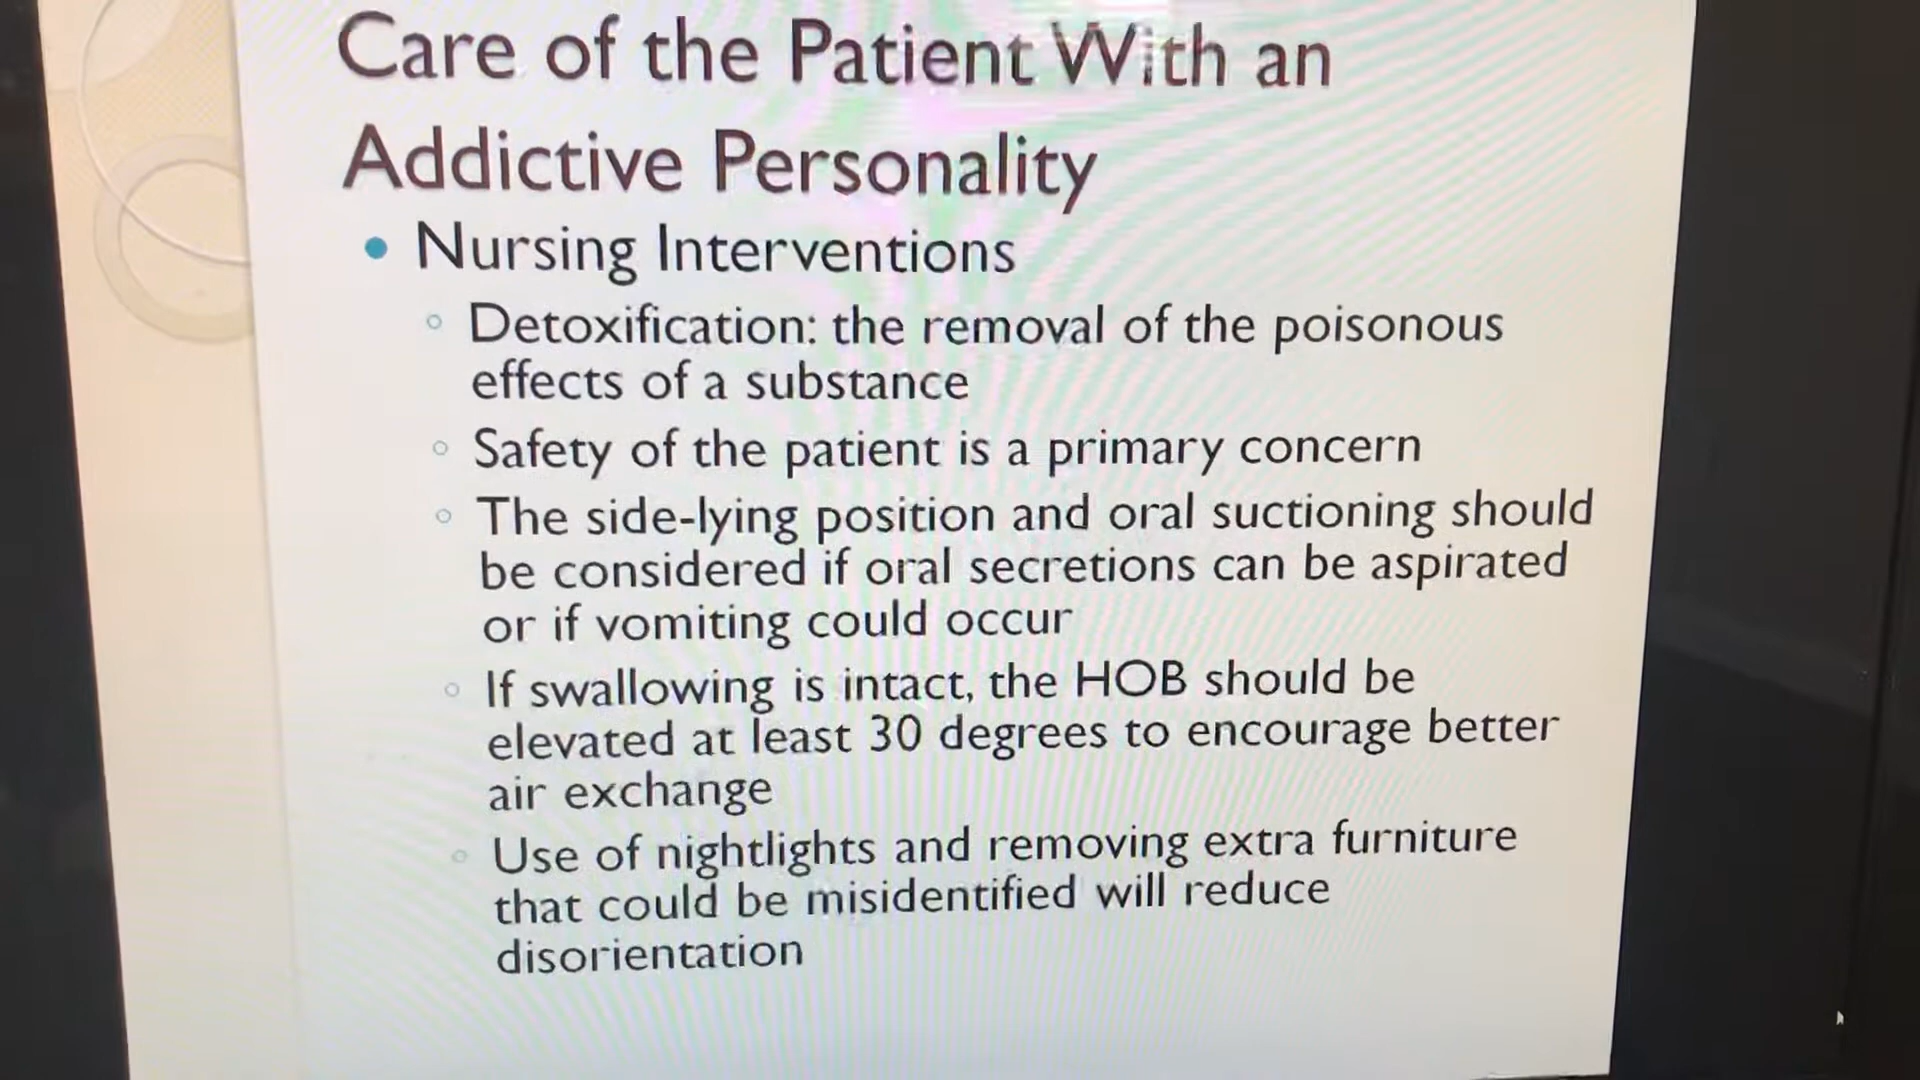 Care of the Patient With an
Addictive Personality
• Nursing Interventions
◦ Detoxification: the removal of the poisonous
effects of a substance
◦ Safety of the patient is a primary concern
◦ The side-lying position and oral suctioning should
be considered if oral secretions can be aspirated
or if vomiting could occur
◦ If swallowing is intact, the HOB should be
elevated at least 30 degrees to encourage better
air exchange
◦ Use of nightlights and removing extra furniture
that could be misidentified will reduce
disorientation